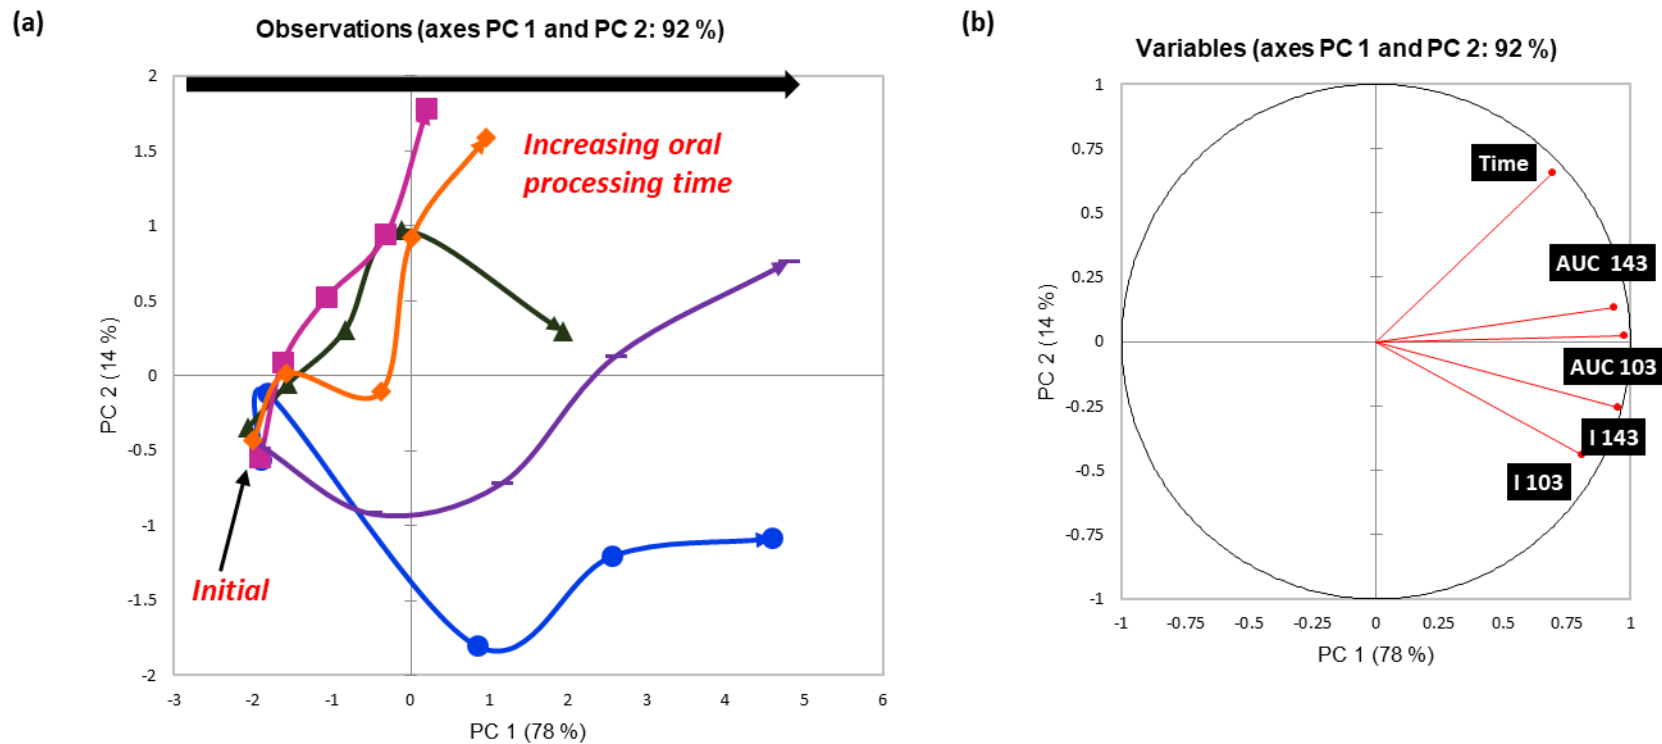 (a)
Observations (axes PC 1 and PC 2: 92 %)
2
1.5
1
0.5
0
-0.5
-1
-1.5
-2
PC 2 (14 %)
Increasing oral
processing time
Initial
-3
-2
-1
0
1
2
3
4
5
6
PC 1 (78 %)
(b)
Variables (axes PC 1 and PC 2: 92 %)
1
0.75
0.5
0.25
0
-0.25
-0.5
-0.75
-1
PC 2 (14 %)
Time
AUC 143
AUC 103
I 143
I 103
-1
-0.75
-0.5
-0.25
0
0.25
0.5
0.75
1
PC 1 (78 %)